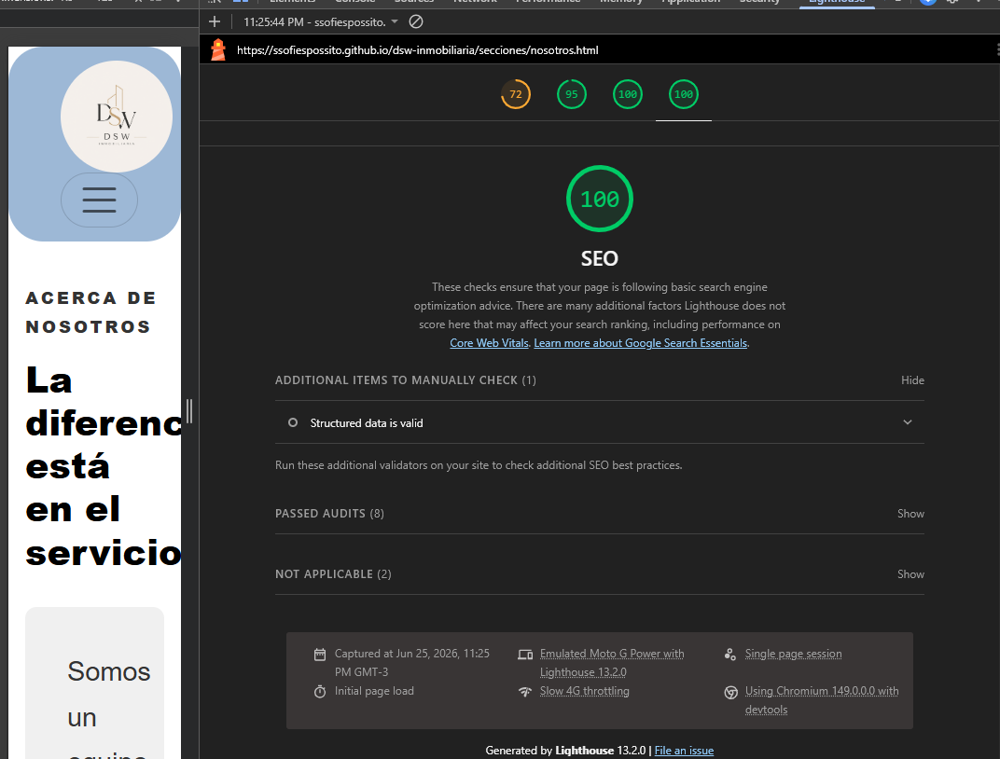 Elements Console Sources Network Performance Memory Application Security Lighthouse
11:25:44 PM - ssofiespossito.
https://ssofiespossito.github.io/dsw-inmobiliaria/secciones/nosotros.html
72 95 100 100
DSW
DSW
ACERCA DE
NOSOTROS
La
diferenc
está
en el
servicio
Somos
un
equipo
100
SEO
These checks ensure that your page is following basic search engine
optimization advice. There are many additional factors Lighthouse does not
score here that may affect your search ranking, including performance on
Core Web Vitals. Learn more about Google Search Essentials.
ADDITIONAL ITEMS TO MANUALLY CHECK (1) Hide
Structured data is valid
Run these additional validators on your site to check additional SEO best practices.
PASSED AUDITS (8) Show
NOT APPLICABLE (2) Show
Captured at Jun 25, 2026, 11:25
PM GMT-3
Initial page load
Emulated Moto G Power with
Lighthouse 13.2.0
Slow 4G throttling
Single page session
Using Chromium 149.0.0.0 with
devtools
Generated by Lighthouse 13.2.0 | File an issue